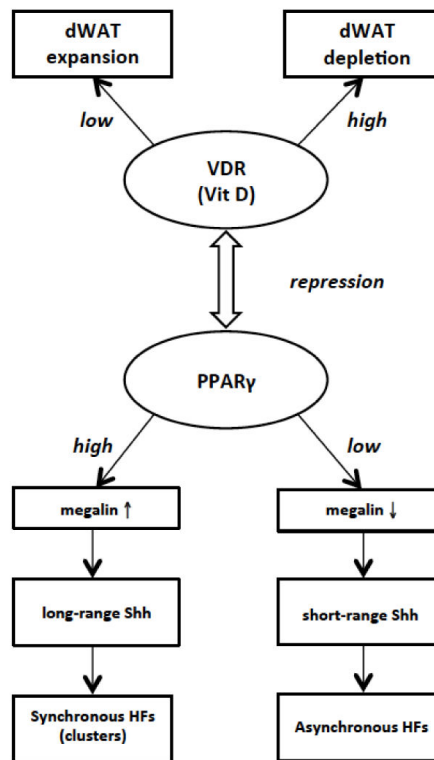 dWAT
expansion
dWAT
depletion
low
high
VDR
(Vit D)
repression
PPARγ
high
low
megalin ↑
megalin ↓
long-range Shh
short-range Shh
Synchronous HFs
(clusters)
Asynchronous HFs